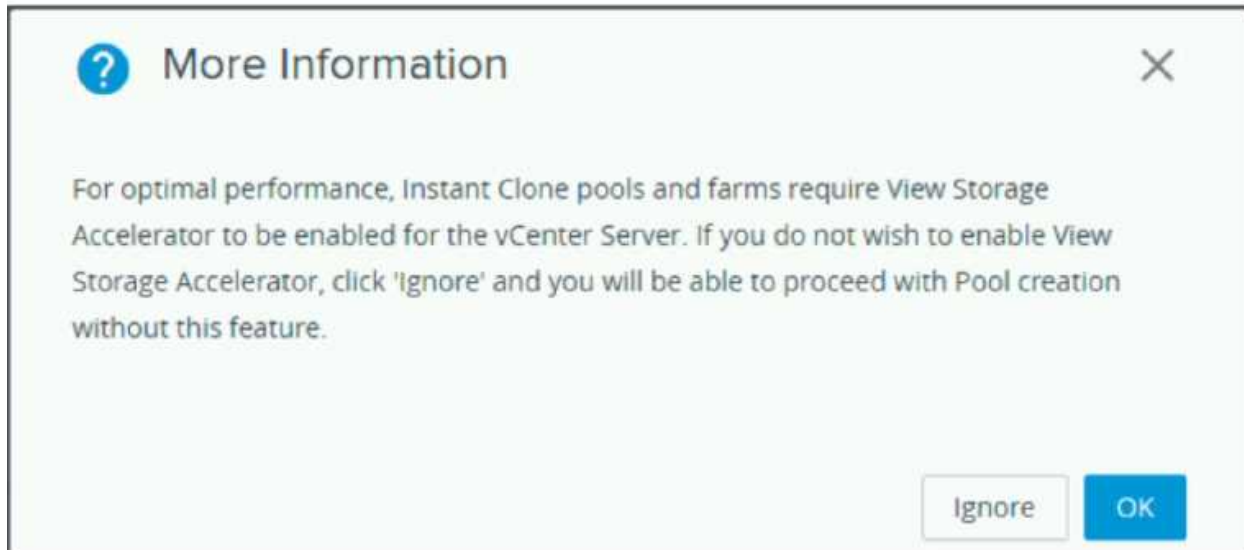 More Information
For optimal performance, Instant Clone pools and farms require View Storage
Accelerator to be enabled for the vCenter Server. If you do not wish to enable View
Storage Accelerator, click 'Ignore' and you will be able to proceed with Pool creation
without this feature.
Ignore OK